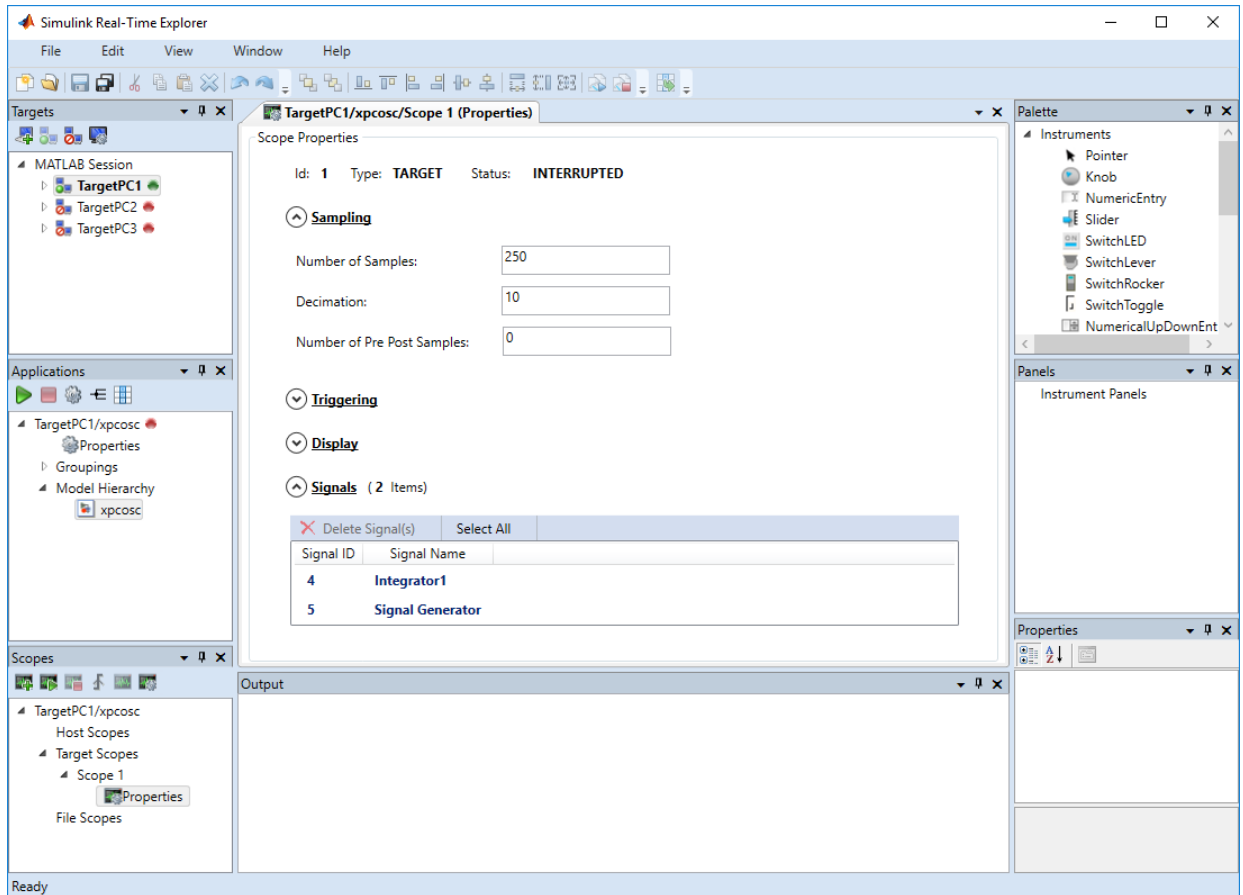 Simulink Real-Time Explorer
File Edit View Window Help
Targets
MATLAB Session
TargetPC1
TargetPC2
TargetPC3
Applications
TargetPC1/xpcosc
Properties
Groupings
Model Hierarchy
xpcosc
Scopes
TargetPC1/xpcosc
Host Scopes
Target Scopes
Scope 1
Properties
File Scopes
TargetPC1/xpcosc/Scope 1 (Properties)
Scope Properties
Id: 1 Type: TARGET Status: INTERRUPTED
Sampling
Number of Samples: 250
Decimation: 10
Number of Pre Post Samples: 0
Triggering
Display
Signals ( 2 Items)
Delete Signal(s) Select All
Signal ID Signal Name
4 Integrator1
5 Signal Generator
Output
Palette
Instruments
Pointer
Knob
NumericEntry
ON SwitchLED
Slider
SwitchLever
SwitchRocker
SwitchToggle
NumericalUpDownEnt
Panels
Instrument Panels
Properties
Ready